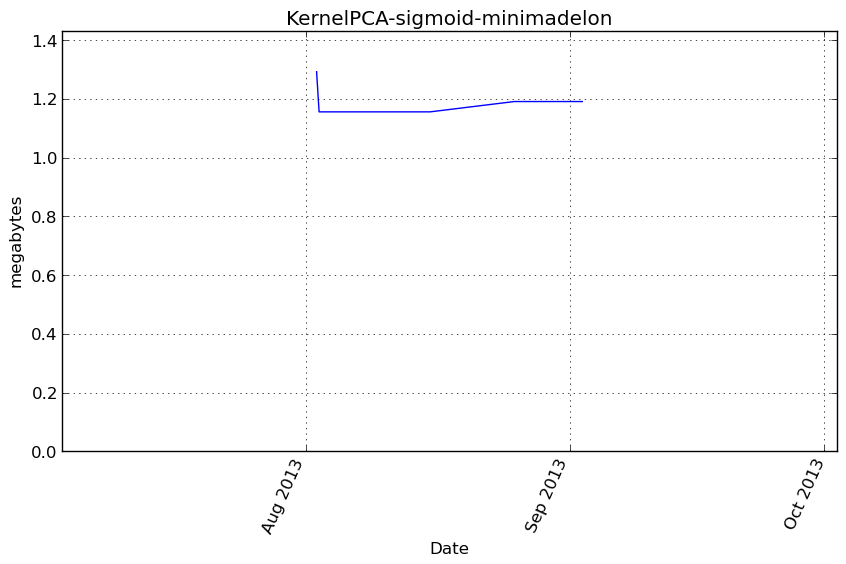 KernelPCA-sigmoid-minimadelon
1.4
1.2
1.0
0.8
0.6
0.4
0.2
0.0
megabytes
Aug 2013
Sep 2013
Oct 2013
Date